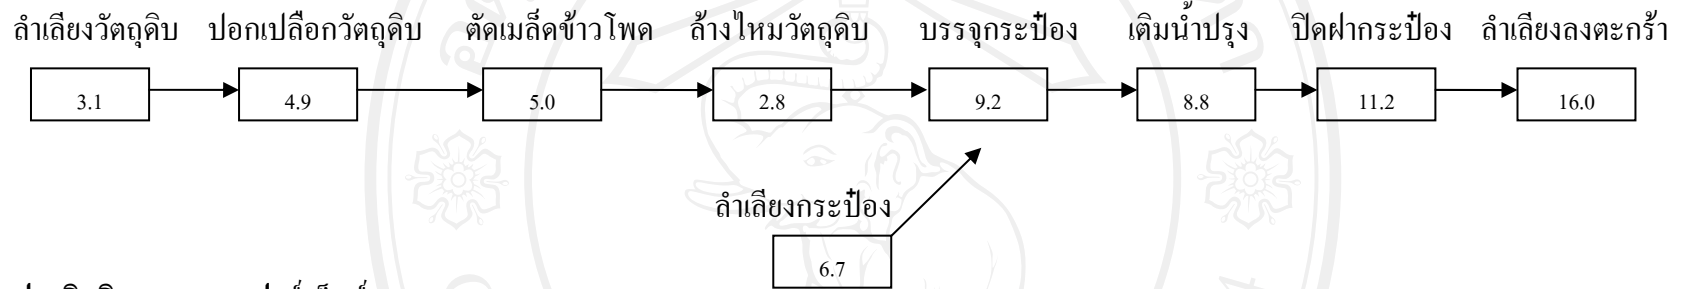 ลำเลียงวัตถุดิบ ปอกเปลือกวัตถุดิบ ตัดเมล็ดข้าวโพด ล้างไหมวัตถุดิบ บรรจุกระป๋อง เติมน้ำปรุง ปิดฝากระป๋อง ลำเลียงลงตะกร้า
3.1 4.9 5.0 2.8 9.2 8.8 11.2 16.0
ลำเลียงกระป๋อง
6.7